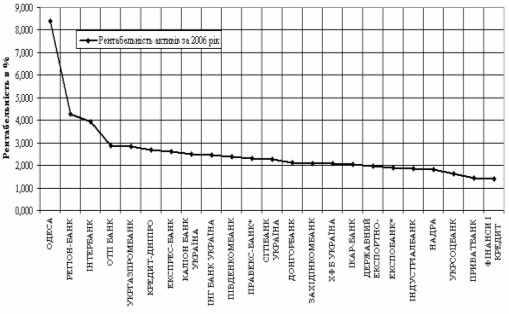 9,000
8,000
7,000
6,000
5,000
4,000
3,000
2,000
1,000
0,000
Рентабельність в %
Рентабельність активів за 2006 рік
ОДЕСА
РЕГІОН-БАНК
ІНТЕРБАНК
ОТП БАНК
УКРГАЗПРОМБАНК
КРЕДИТ-ДНІПРО
ЕКСПРЕС-БАНК
КАЛІОН БАНК
УКРАЇНА
ІНГ БАНК УКРАЇНА
ПІВДЕНКОМБАНК
ПРАВЕКС-БАНК*
СІТІБАНК
УКРАЇНА
ДОНГОРБАНК
ЗАХІДІНКОМБАНК
ХФБ УКРАЇНА
ІКАР-БАНК
ДЕРЖАВНИЙ
ЕКСПОРТНО-
ЕКСПОБАНК*
ІНДУСТРІАЛБАНК
НАДРА
УКРСОЦБАНК
ПРИВАТБАНК
ФІНАНСИ І
КРЕДИТ